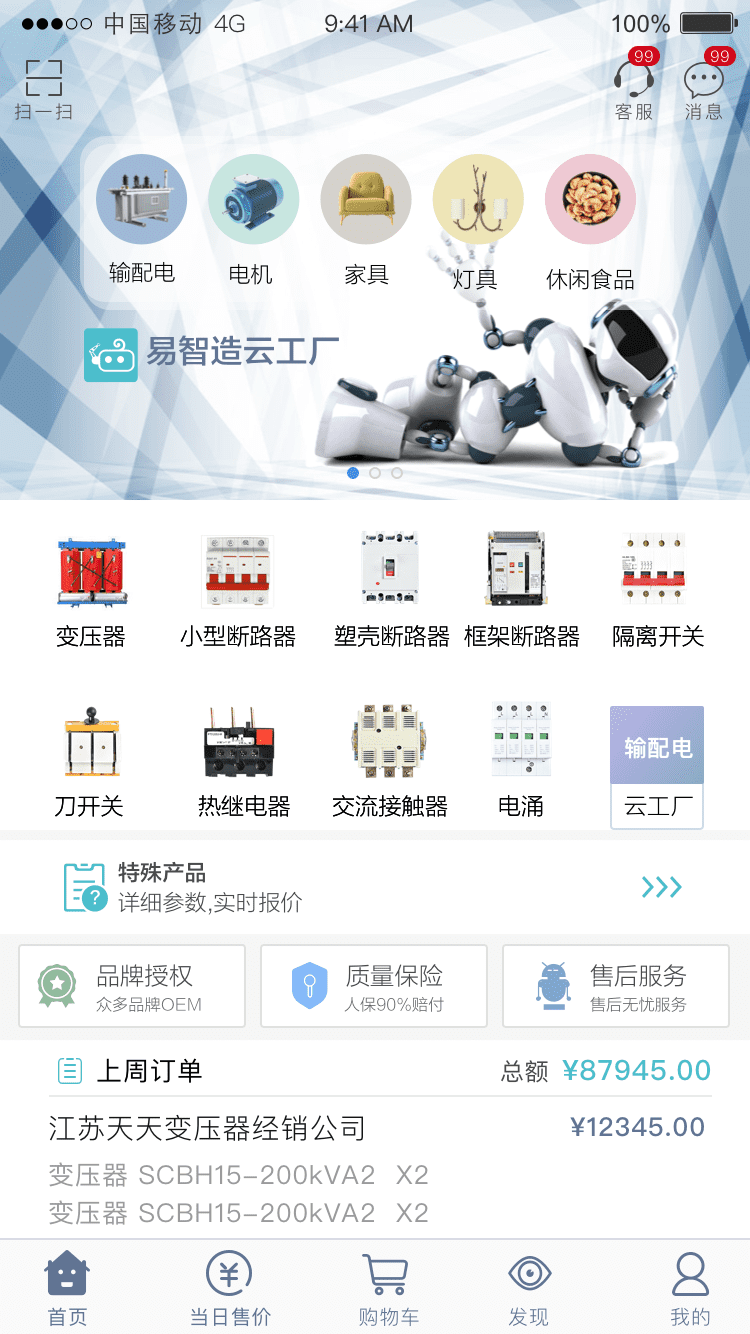 中国移动 4G 9:41 AM 100%
99 99
扫一扫 客服 消息
输配电 电机 家具 灯具 休闲食品
易智造云工厂
变压器 小型断路器 塑壳断路器 框架断路器 隔离开关
输配电
刀开关 热继电器 交流接触器 电涌 云工厂
特殊产品
详细参数,实时报价
品牌授权 质量保险 售后服务
众多品牌OEM 人保90%赔付 售后无忧服务
上周订单 总额 ¥87945.00
江苏天天变压器经销公司 ¥12345.00
变压器 SCBH15-200kVA2 X2
变压器 SCBH15-200kVA2 X2
首页 当日售价 购物车 发现 我的